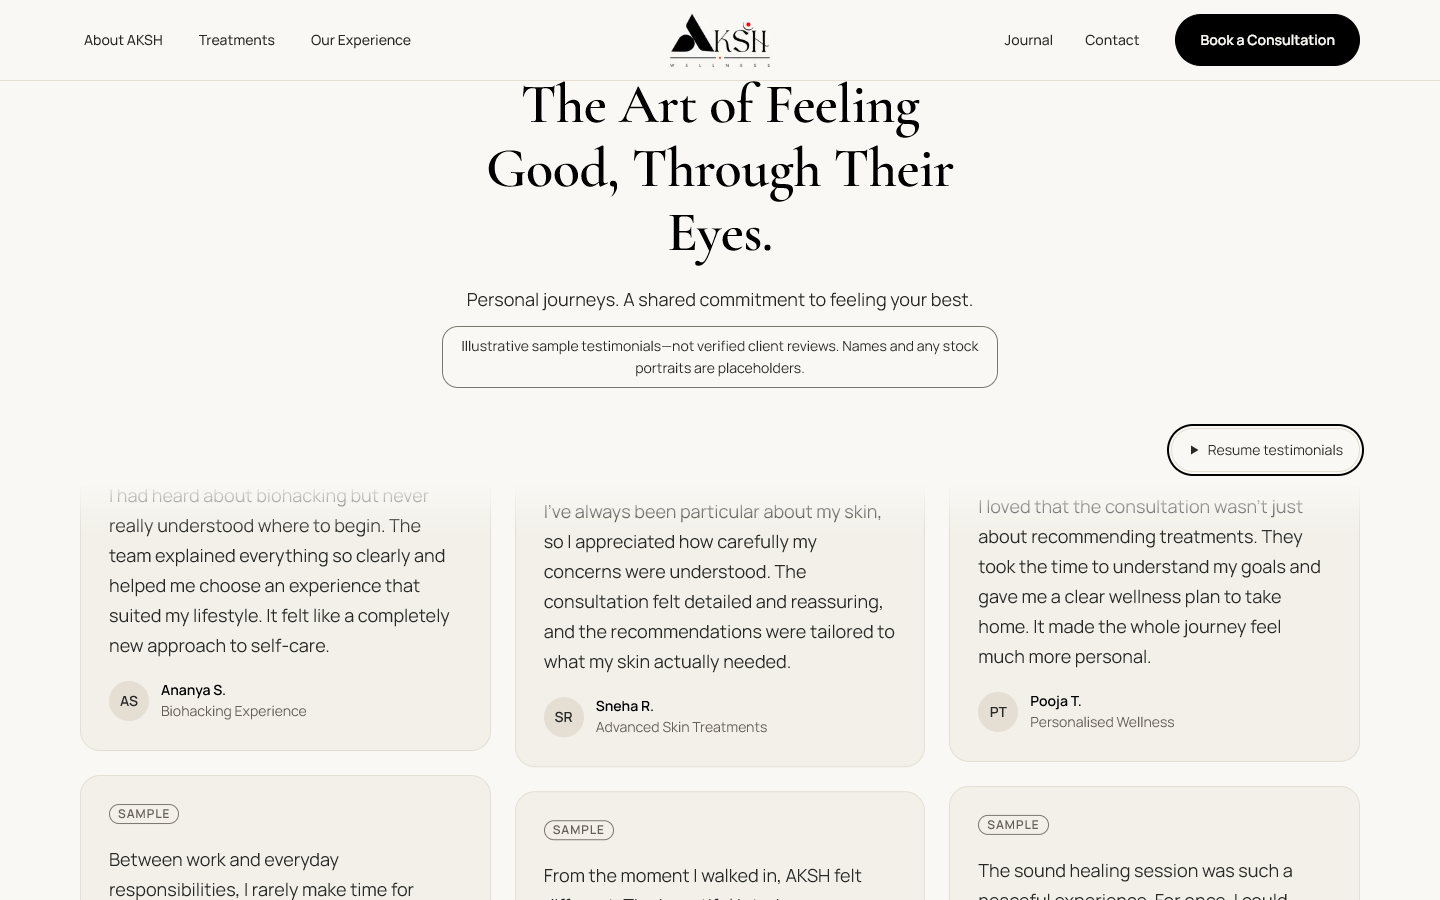 About AKSH
Treatments
Our Experience
AKSH
WELLNESS
Journal
Contact
Book a Consultation
The Art of Feeling
Good, Through Their
Eyes.
Personal journeys. A shared commitment to feeling your best.
Illustrative sample testimonials—not verified client reviews. Names and any stock
portraits are placeholders.
Resume testimonials
I had heard about biohacking but never
really understood where to begin. The
team explained everything so clearly and
helped me choose an experience that
suited my lifestyle. It felt like a completely
new approach to self-care.
AS
Ananya S.
Biohacking Experience
I've always been particular about my skin,
so I appreciated how carefully my
concerns were understood. The
consultation felt detailed and reassuring,
and the recommendations were tailored to
what my skin actually needed.
SR
Sneha R.
Advanced Skin Treatments
I loved that the consultation wasn't just
about recommending treatments. They
took the time to understand my goals and
gave me a clear wellness plan to take
home. It made the whole journey feel
much more personal.
PT
Pooja T.
Personalised Wellness
SAMPLE
Between work and everyday
responsibilities, I rarely make time for
SAMPLE
From the moment I walked in, AKSH felt
SAMPLE
The sound healing session was such a
peaceful experience. For once, I could